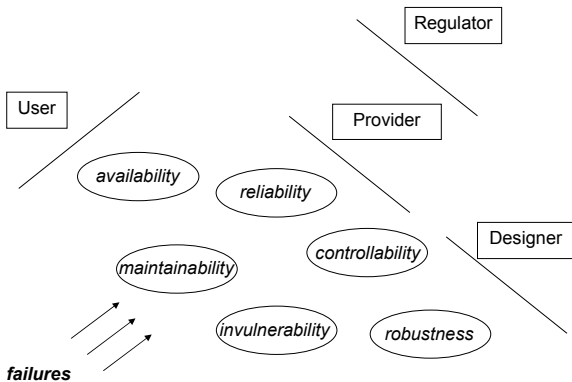 Regulator
User
Provider
availability
reliability
Designer
controllability
maintainability
invulnerability
robustness
failures